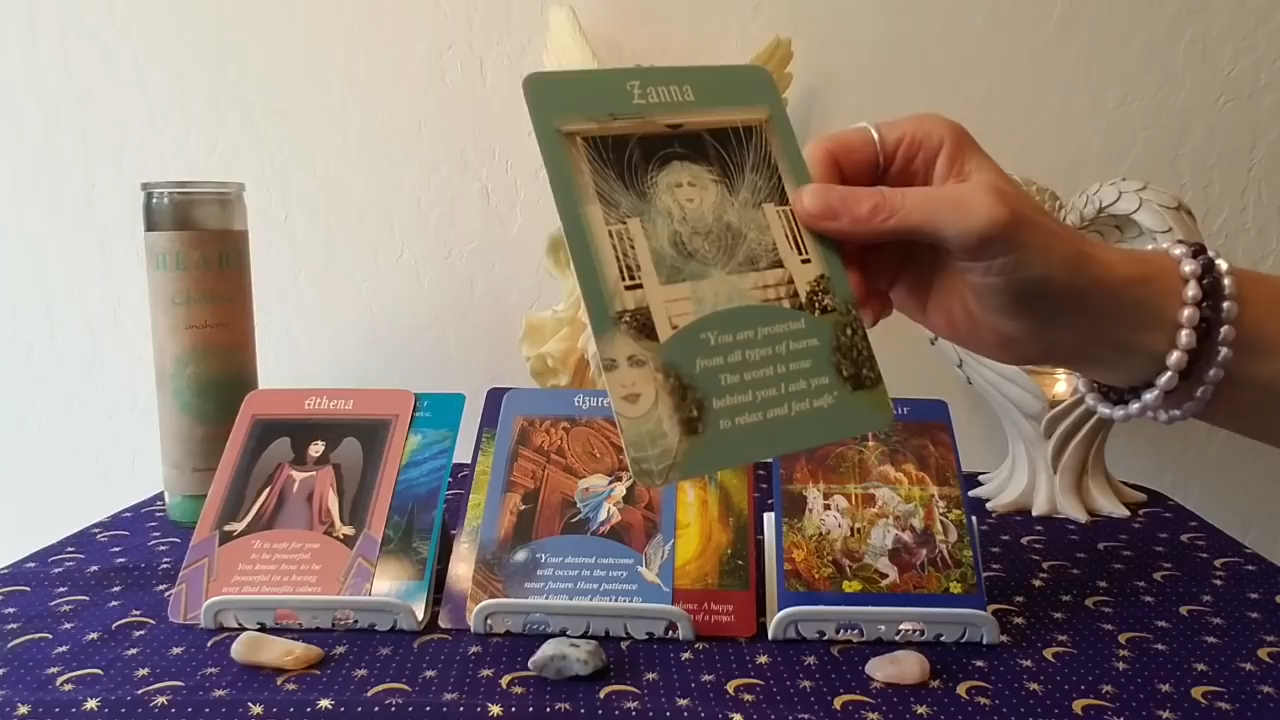 Zanna
"You are protected
from all types of harm.
The worst is now
behind you. I ask you
to relax and feel safe."
HEART
Chakra
anahata
Athena
"It is safe for you
to be powerful.
You know how to be
powerful in a loving
way that benefits others
Azure
"Your desired outcome
will occur in the very
near future. Have patience
and faith, and don't try to
A happy
of a project.
Air